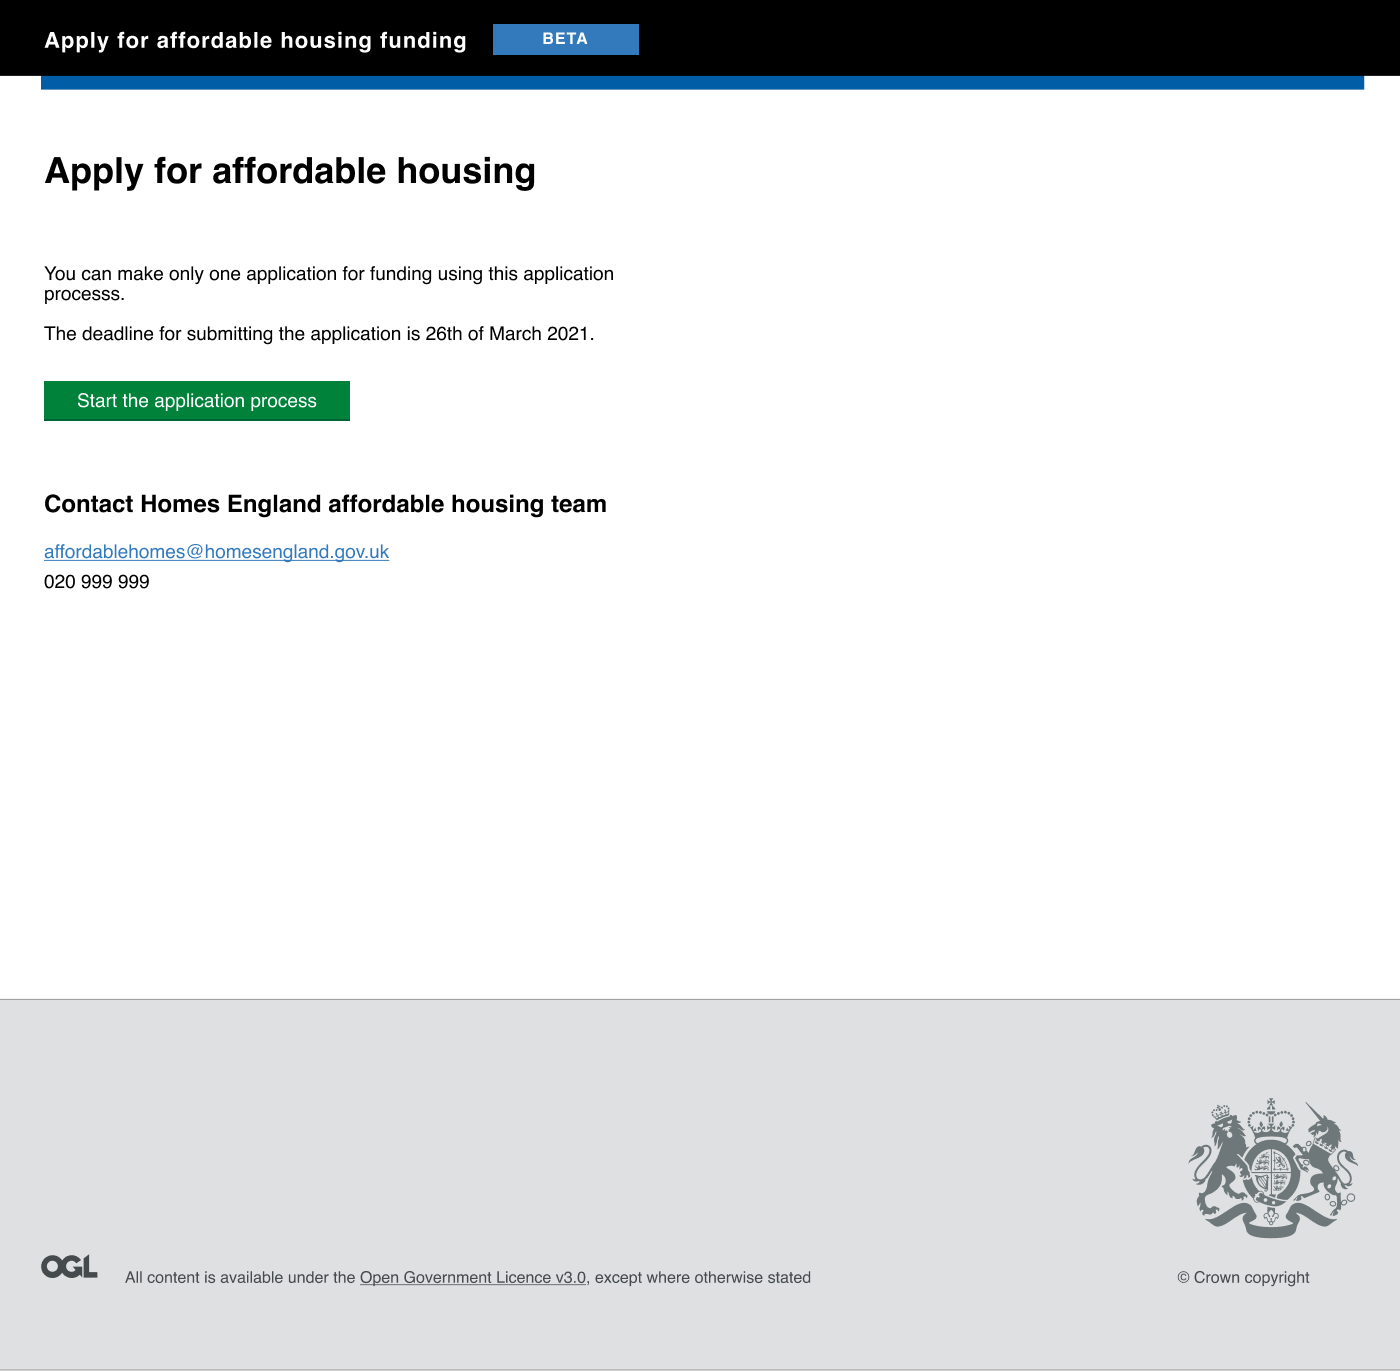 Apply for affordable housing funding BETA
Apply for affordable housing
You can make only one application for funding using this application
processs.
The deadline for submitting the application is 26th of March 2021.
Start the application process
Contact Homes England affordable housing team
affordablehomes@homesengland.gov.uk
020 999 999
OGL All content is available under the Open Government Licence v3.0, except where otherwise stated
© Crown copyright